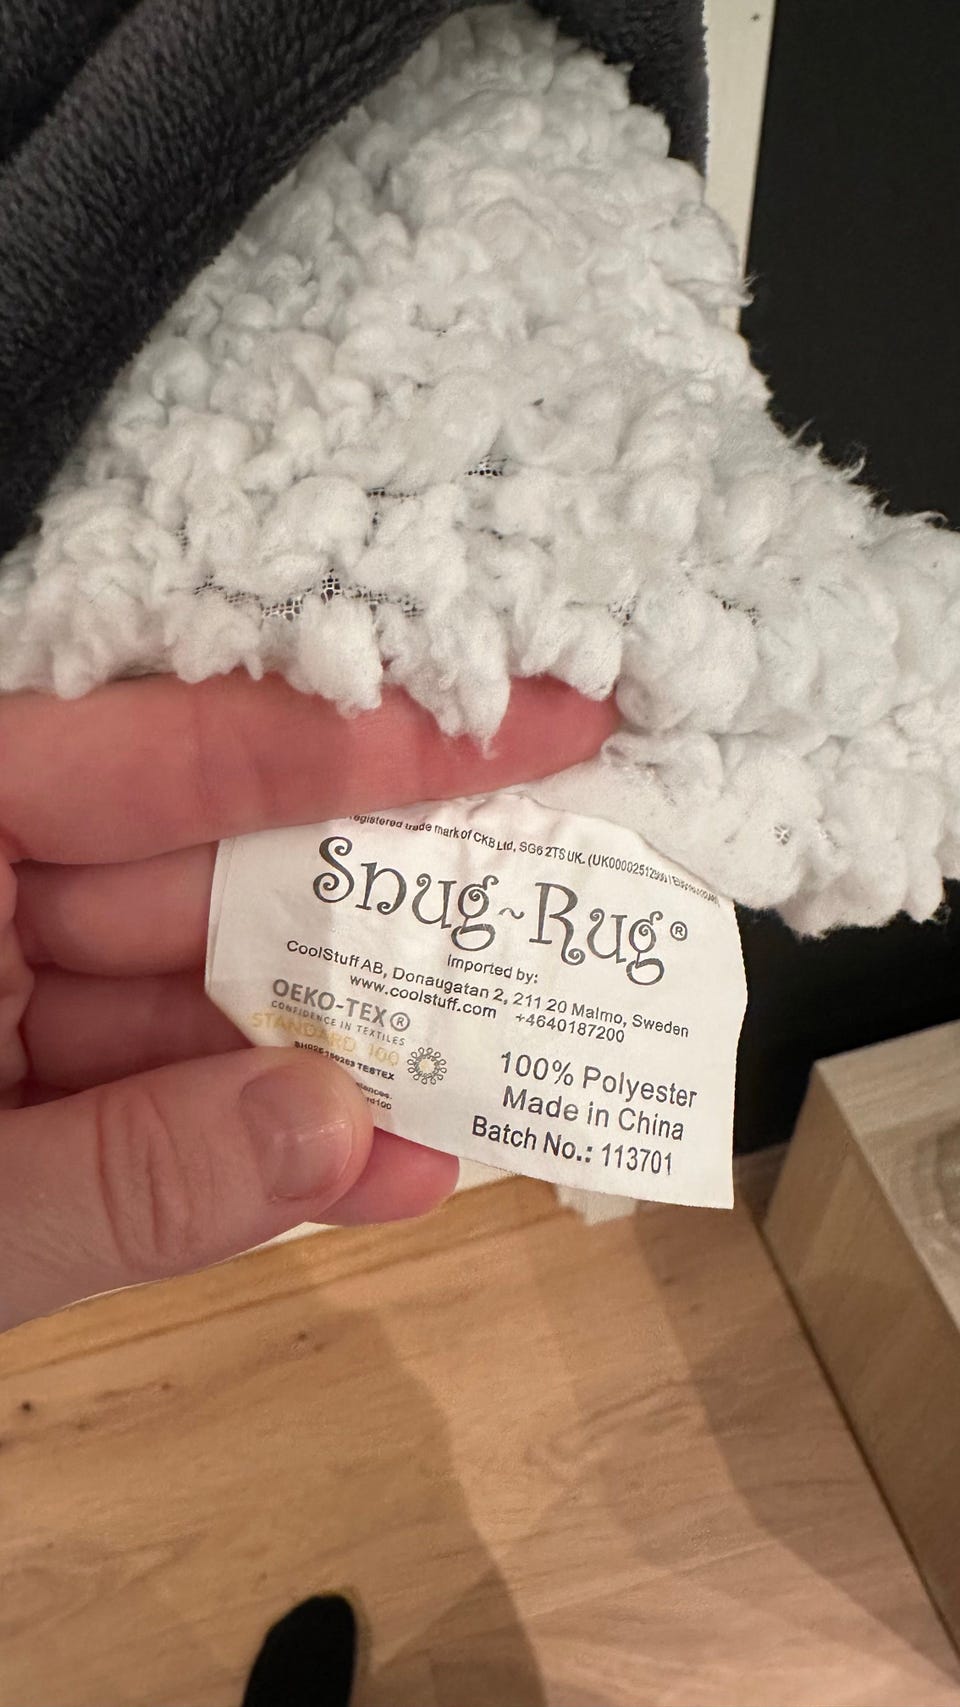 registered trade mark of CKB Ltd, SG6 2TS UK. (UK00002512
Snug~Rug®
Imported by:
CoolStuff AB, Donaugatan 2, 211 20 Malmo, Sweden
www.coolstuff.com +4640187200
OEKO-TEX®
CONFIDENCE IN TEXTILES
STANDARD 100
TESTEX
100% Polyester
Made in China
Batch No.: 113701